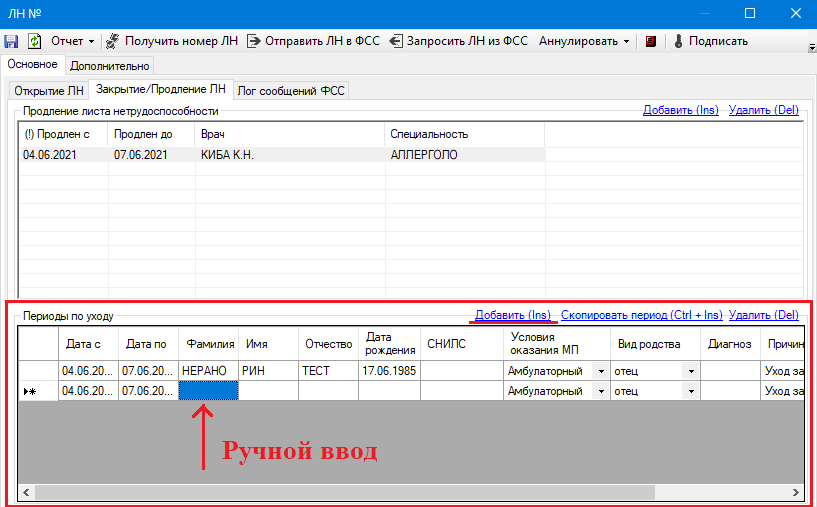 ЛН №
Отчет Получить номер ЛН Отправить ЛН в ФСС Запросить ЛН из ФСС Аннулировать Подписать
Основное Дополнительно
Открытие ЛН Закрытие/Продление ЛН Лог сообщений ФСС
Продление листа нетрудоспособности Добавить (Ins) Удалить (Del)
(!) Продлен с Продлен до Врач Специальность
04.06.2021 07.06.2021 КИБА К.Н. АЛЛЕРГОЛО
Периоды по уходу Добавить (Ins) Скопировать период (Ctrl + Ins) Удалить (Del)
Дата с Дата по Фамилия Имя Отчество Дата рождения СНИЛС Условия оказания МП Вид родства Диагноз Причин
04.06.20... 07.06.20... НЕРАНО РИН ТЕСТ 17.06.1985 Амбулаторный отец Уход за
04.06.20... 07.06.20... Амбулаторный отец Уход за
Ручной ввод